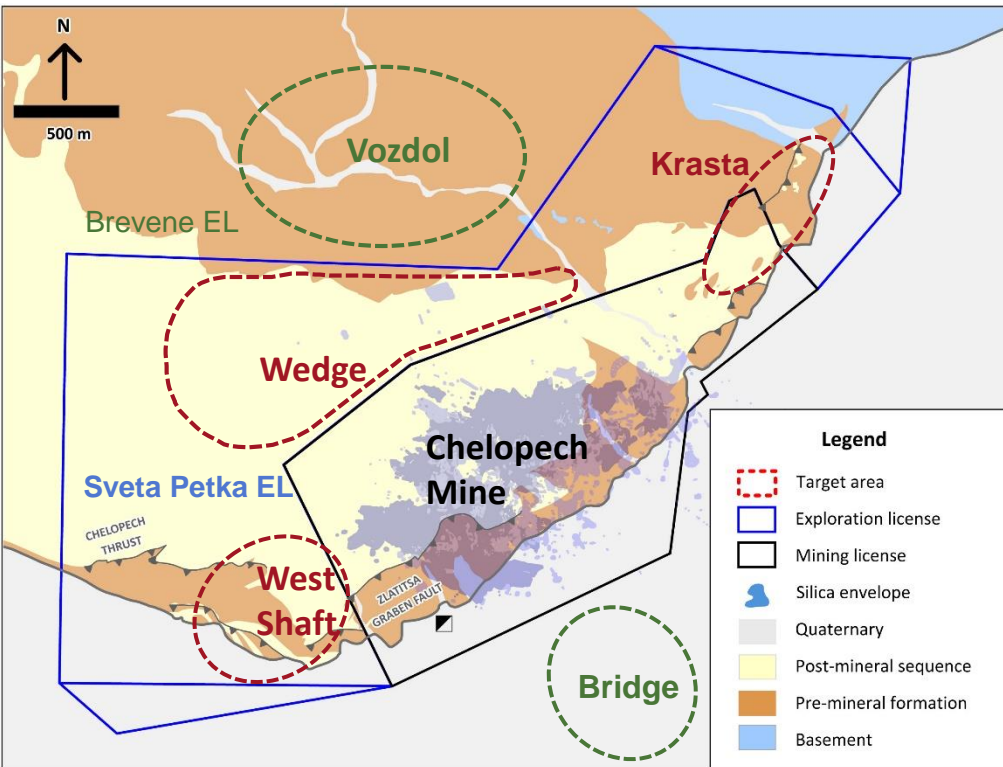 N
500 m
Vozdol
Krasta
Brevene EL
Wedge
Chelopech
Mine
Sveta Petka EL
CHELOPECH
THRUST
West
Shaft
ZLATITSA
GRABEN FAULT
Bridge
Legend
Target area
Exploration license
Mining license
Silica envelope
Quaternary
Post-mineral sequence
Pre-mineral formation
Basement